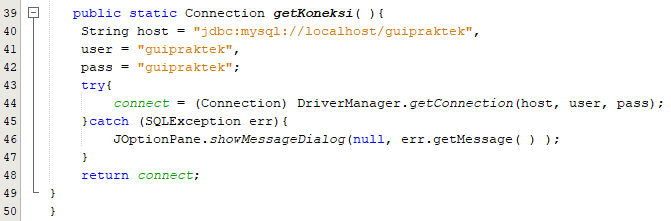 39 public static Connection getKoneksi( ){
40 String host = "jdbc:mysql://localhost/guipraktek",
41 user = "guipraktek",
42 pass = "guipraktek";
43 try{
44 connect = (Connection) DriverManager.getConnection(host, user, pass);
45 }catch (SQLException err){
46 JOptionPane.showMessageDialog(null, err.getMessage( ) );
47 }
48 return connect;
49 }
50 }